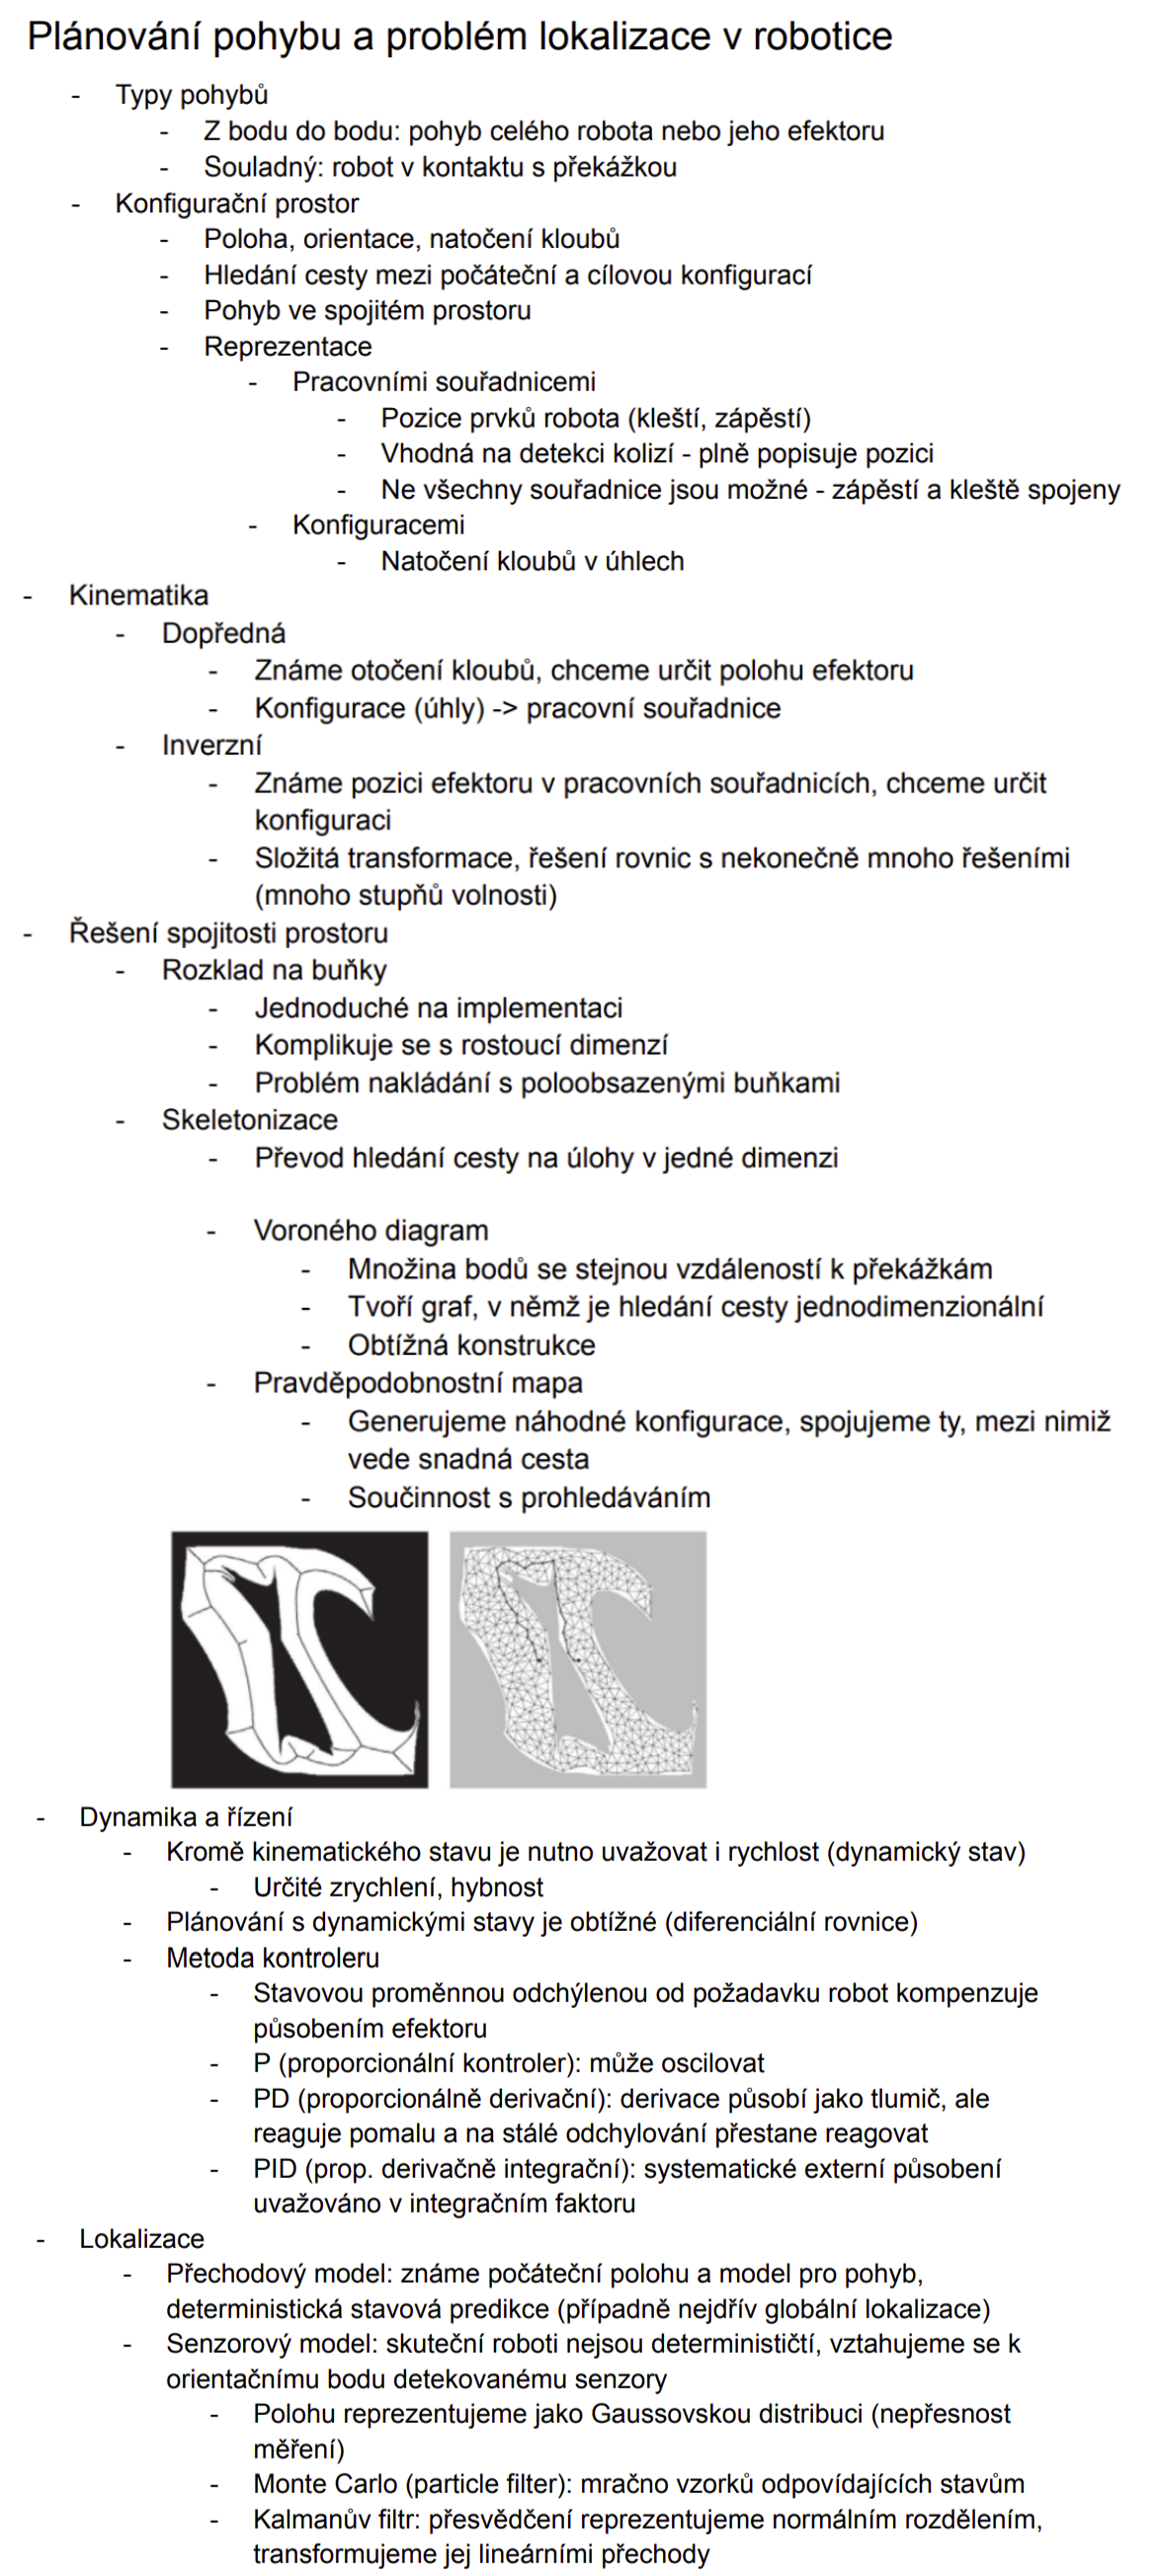 Plánování pohybu a problém lokalizace v robotice
- Typy pohybů
- Z bodu do bodu: pohyb celého robota nebo jeho efektoru
- Souladný: robot v kontaktu s překážkou
- Konfigurační prostor
- Poloha, orientace, natočení kloubů
- Hledání cesty mezi počáteční a cílovou konfigurací
- Pohyb ve spojitém prostoru
- Reprezentace
- Pracovními souřadnicemi
- Pozice prvků robota (kleští, zápěstí)
- Vhodná na detekci kolizí - plně popisuje pozici
- Ne všechny souřadnice jsou možné - zápěstí a kleště spojeny
- Konfiguracemi
- Natočení kloubů v úhlech
- Kinematika
- Dopředná
- Známe otočení kloubů, chceme určit polohu efektoru
- Konfigurace (úhly) -> pracovní souřadnice
- Inverzní
- Známe pozici efektoru v pracovních souřadnicích, chceme určit
konfiguraci
- Složitá transformace, řešení rovnic s nekonečně mnoho řešeními
(mnoho stupňů volnosti)
- Řešení spojitosti prostoru
- Rozklad na buňky
- Jednoduché na implementaci
- Komplikuje se s rostoucí dimenzí
- Problém nakládání s poloobsazenými buňkami
- Skeletonizace
- Převod hledání cesty na úlohy v jedné dimenzi
- Voroného diagram
- Množina bodů se stejnou vzdáleností k překážkám
- Tvoří graf, v němž je hledání cesty jednodimenzionální
- Obtížná konstrukce
- Pravděpodobnostní mapa
- Generujeme náhodné konfigurace, spojujeme ty, mezi nimiž
vede snadná cesta
- Součinnost s prohledáváním
- Dynamika a řízení
- Kromě kinematického stavu je nutno uvažovat i rychlost (dynamický stav)
- Určité zrychlení, hybnost
- Plánování s dynamickými stavy je obtížné (diferenciální rovnice)
- Metoda kontroleru
- Stavovou proměnnou odchýlenou od požadavku robot kompenzuje
působením efektoru
- P (proporcionální kontroler): může oscilovat
- PD (proporcionálně derivační): derivace působí jako tlumič, ale
reaguje pomalu a na stálé odchylování přestane reagovat
- PID (prop. derivačně integrační): systematické externí působení
uvažováno v integračním faktoru
- Lokalizace
- Přechodový model: známe počáteční polohu a model pro pohyb,
deterministická stavová predikce (případně nejdřív globální lokalizace)
- Senzorový model: skuteční roboti nejsou determinističtí, vztahujeme se k
orientačnímu bodu detekovanému senzory
- Polohu reprezentujeme jako Gaussovskou distribuci (nepřesnost
měření)
- Monte Carlo (particle filter): mračno vzorků odpovídajících stavům
- Kalmanův filtr: přesvědčení reprezentujeme normálním rozdělením,
transformujeme jej lineárními přechody